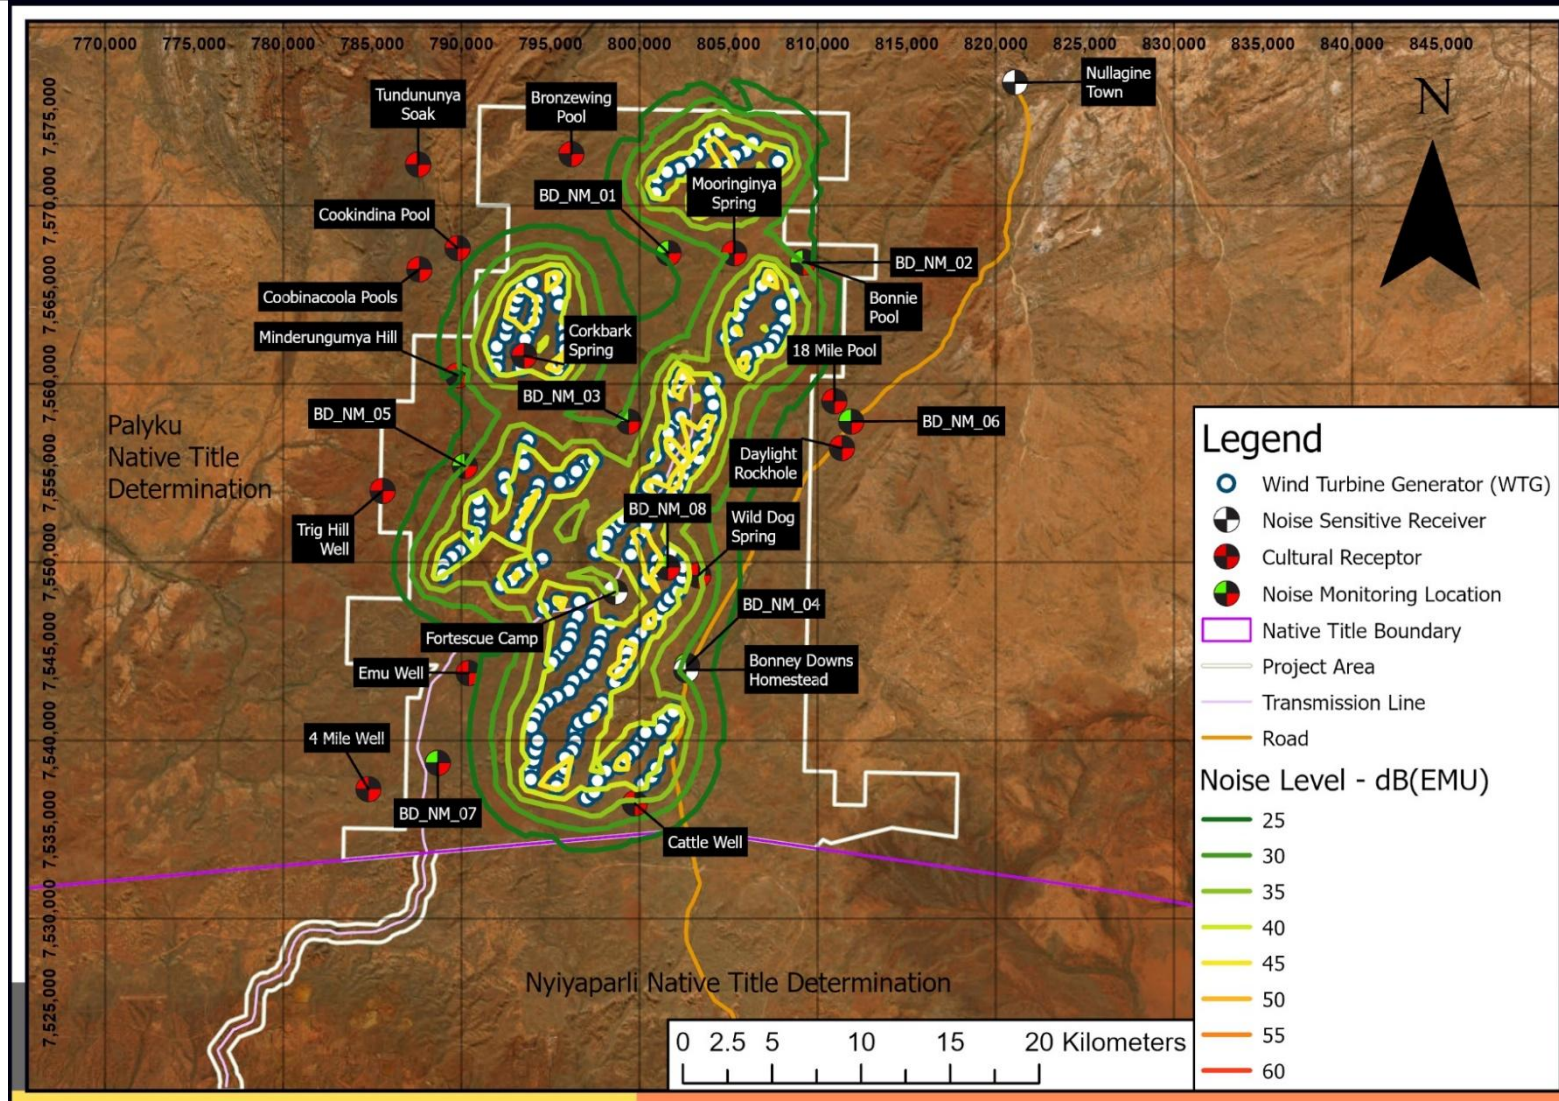 770,000 775,000 780,000 785,000 790,000 795,000 800,000 805,000 810,000 815,000 820,000 825,000 830,000 835,000 840,000 845,000
7,575,000
7,570,000
7,565,000
7,560,000
7,555,000
7,550,000
7,545,000
7,540,000
7,535,000
7,530,000
7,525,000
Nullagine
Town
N
Tundununya
Soak
Bronzewing
Pool
BD_NM_01
Mooringinya
Spring
Cookindina Pool
BD_NM_02
Coobinacoola Pools
Bonnie
Pool
Minderungumya Hill
Corkbark
Spring
18 Mile Pool
BD_NM_03
BD_NM_05
BD_NM_06
Palyku
Native Title
Determination
Daylight
Rockhole
BD_NM_08
Wild Dog
Spring
Trig Hill
Well
BD_NM_04
Fortescue Camp
Emu Well
Bonney Downs
Homestead
4 Mile Well
BD_NM_07
Cattle Well
Nyiyaparli Native Title Determination
0 2.5 5 10 15 20 Kilometers
Legend
Wind Turbine Generator (WTG)
Noise Sensitive Receiver
Cultural Receptor
Noise Monitoring Location
Native Title Boundary
Project Area
Transmission Line
Road
Noise Level - dB(EMU)
25
30
35
40
45
50
55
60